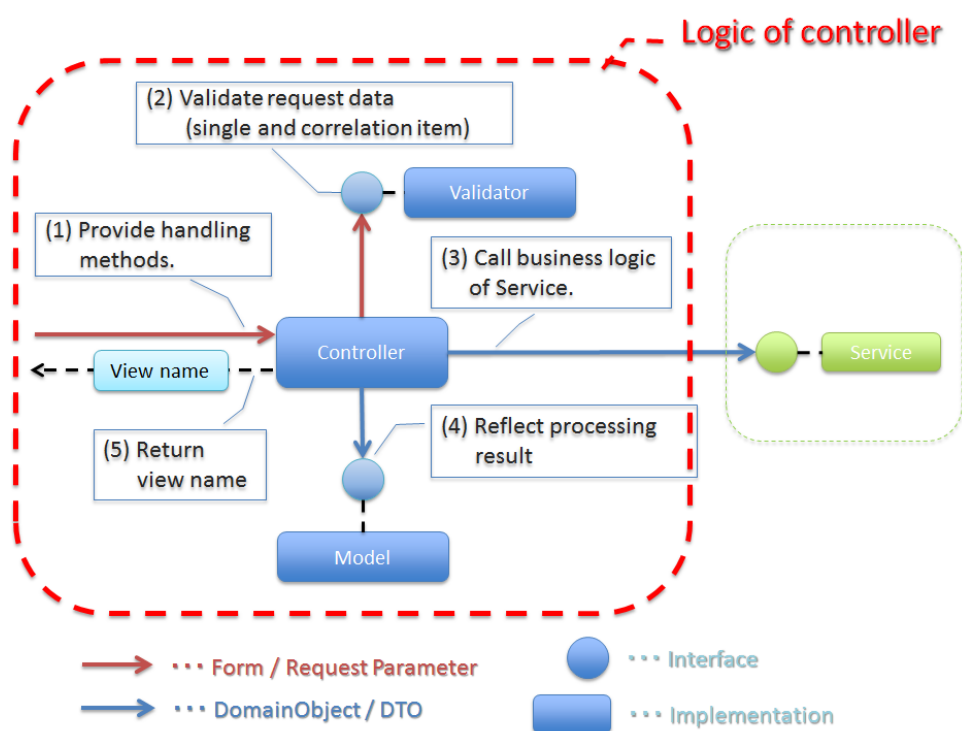 Logic of controller
(2) Validate request data
(single and correlation item)
Validator
(1) Provide handling
methods.
(3) Call business logic
of Service.
Controller
Service
View name
(4) Reflect processing
result
(5) Return
view name
Model
··· Form / Request Parameter
··· Interface
··· DomainObject / DTO
··· Implementation